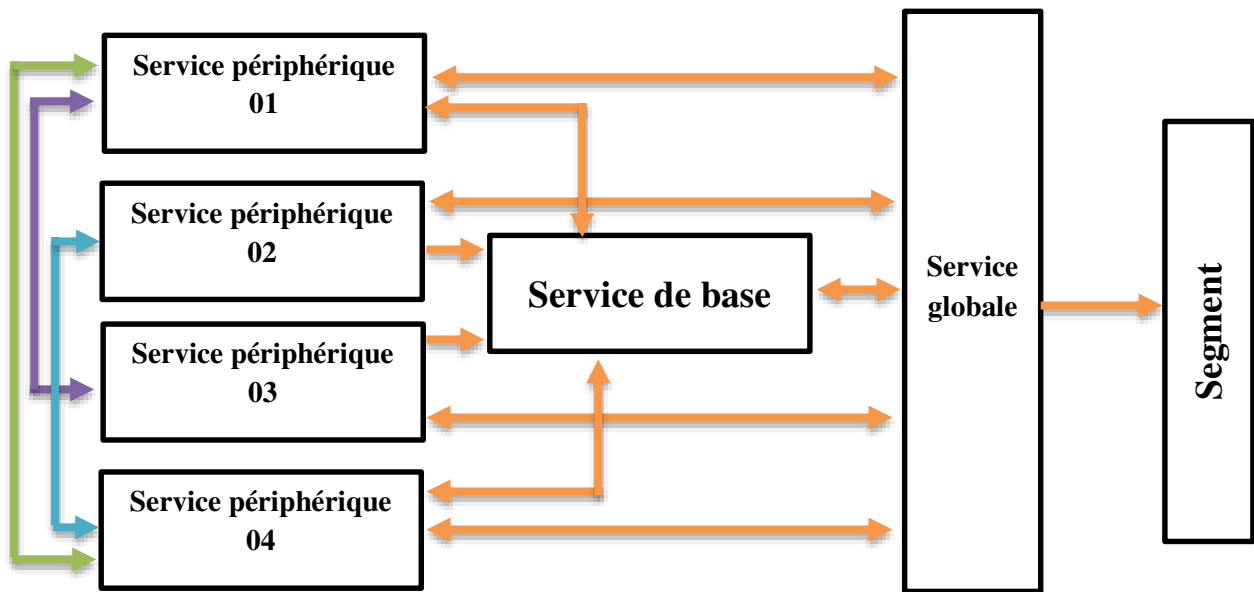 Service périphérique
01
Service périphérique
02
Service de base
Service périphérique
03
Service périphérique
04
Service
globale
Segment